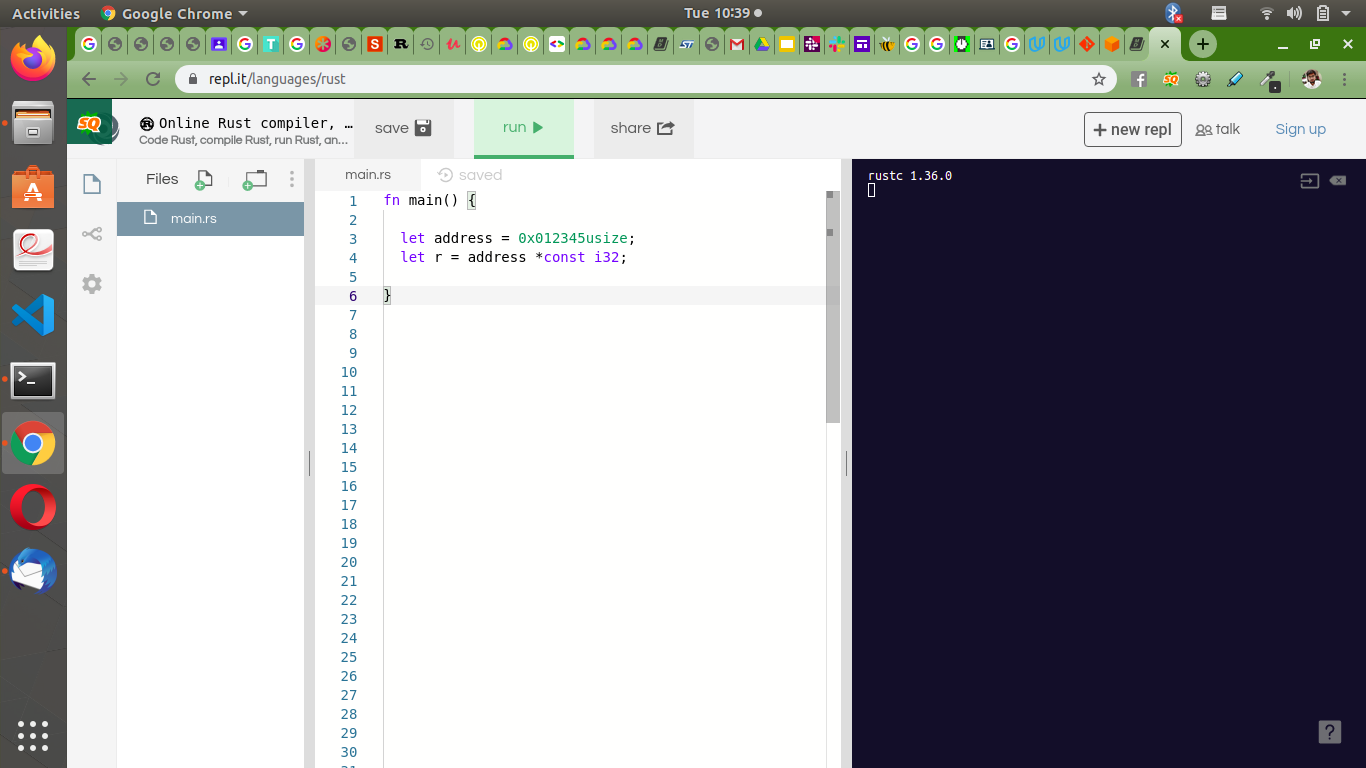 Activities Google Chrome Tue 10:39
repl.it/languages/rust
SQ Online Rust compiler, …
Code Rust, compile Rust, run Rust, an…
save run share + new repl talk Sign up
Files main.rs saved
main.rs
rustc 1.36.0
1 fn main() {
2
3 let address = 0x012345usize;
4 let r = address *const i32;
5
6 }
7
8
9
10
11
12
13
14
15
16
17
18
19
20
21
22
23
24
25
26
27
28
29
30